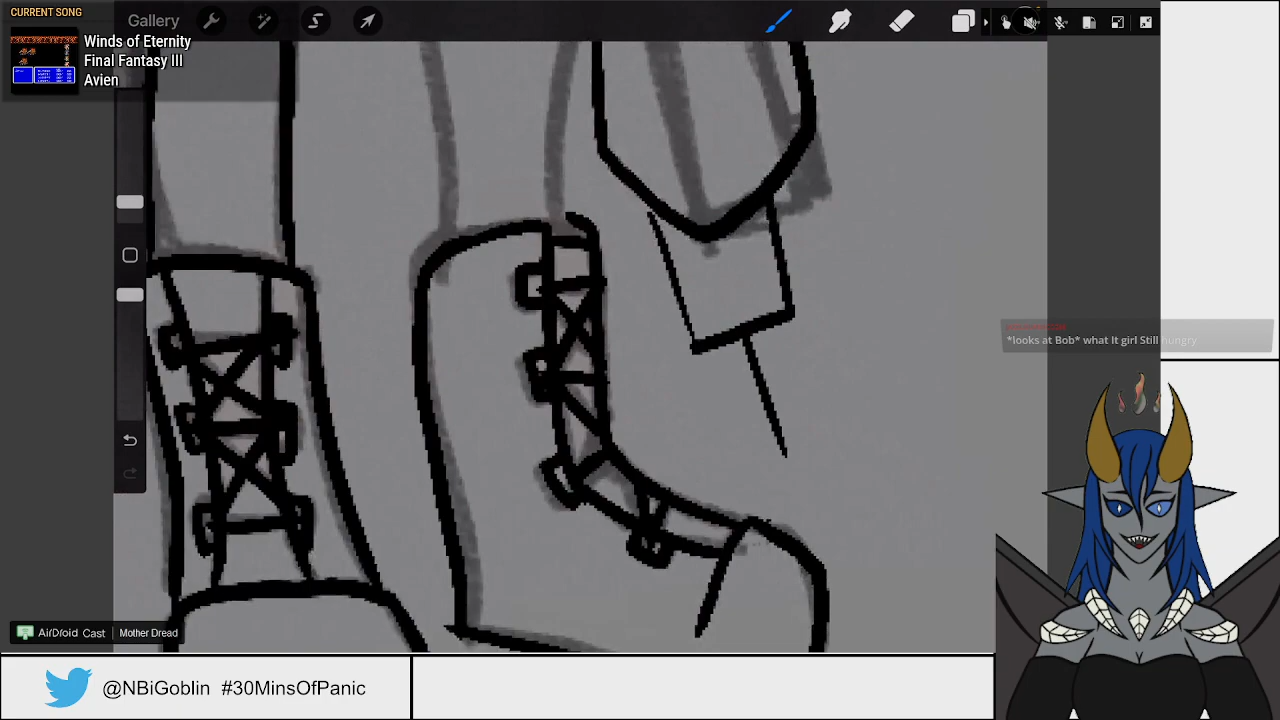 CURRENT SONG
Winds of Eternity
Final Fantasy III
Avien
Gallery
*looks at Bob* what It girl Still hungry
AirDroid Cast | Mother Dread
@NBiGoblin #30MinsOfPanic